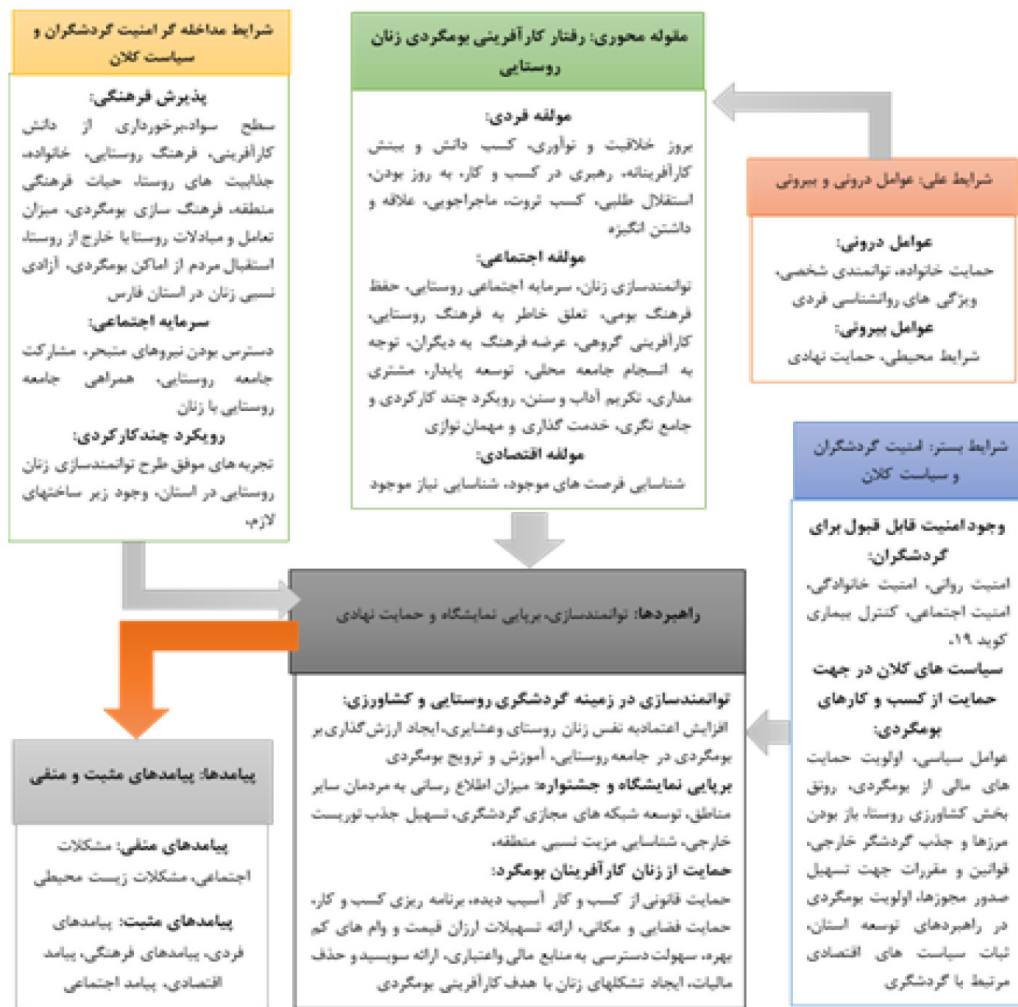 شرایط مداخله گر امنیت گردشگران و
سیاست کلان
پذیرش فرهنگی:
سطح سوادبرخورداری از دانش
کارآفرینی، فرهنگ روستایی، خانواده،
جذابیت های روستا، حیات فرهنگی
منطقه، فرهنگ سازی بومگردی، میزان
تعامل و مبادلات روستا با خارج از روستا،
استقبال مردم از اماکن بومگردی، آزادی
نسبی زنان در استان فارس
سرمایه اجتماعی:
دسترس بودن نیروهای متبحر، مشارکت
جامعه روستایی، همراهی جامعه
روستایی با زنان
رویکرد چندکارکردی:
تجربه های موفق طرح توانمندسازی زنان
روستایی در استان، وجود زیر ساختهای
لازم،
مقوله محوری: رفتار کارآفرینی بومگردی زنان
روستایی
مولفه فردی:
بروز خلاقیت و نوآوری، کسب دانش و بینش
کارآفرینانه، رهبری در کسب و کار، به روز بودن،
استقلال طلبی، کسب ثروت، ماجراجویی، علاقه و
داشتن انگیزه
مولفه اجتماعی:
توانمندسازی زنان، سرمایه اجتماعی روستایی، حفظ
فرهنگ بومی، تعلق خاطر به فرهنگ روستایی،
کارآفرینی گروهی، عرضه فرهنگ به دیگران، توجه
به انسجام جامعه محلی، توسعه پایدار، مشتری
مداری، تکریم آداب و سنن، رویکرد چند کارکردی و
جامع نگری، خدمت گذاری و مهمان نوازی
مولفه اقتصادی:
شناسایی فرصت های موجود، شناسایی نیاز موجود
شرایط علی: عوامل درونی و بیرونی
عوامل درونی:
حمایت خانواده، توانمندی شخصی،
ویژگی های روانشناسی فردی
عوامل بیرونی:
شرایط محیطی، حمایت نهادی
شرایط بستر: امنیت گردشگران
و سیاست کلان
وجود امنیت قابل قبول برای
گردشگران:
امنیت روانی، امنیت خانوادگی،
امنیت اجتماعی، کنترل بیماری
کوید ۱۹،
سیاست های کلان در جهت
حمایت از کسب و کارهای
بومگردی:
عوامل سیاسی، اولویت حمایت
های مالی از بومگردی، رونق
بخش کشاورزی روستا، باز بودن
مرزها و جذب گردشگر خارجی،
قوانین و مقررات جهت تسهیل
صدور مجوزها، اولویت بومگردی
در راهبردهای توسعه استان،
ثبات سیاست های اقتصادی
مرتبط با گردشگری
راهبردها: توانمندسازی، برپایی نمایشگاه و حمایت نهادی
توانمندسازی در زمینه گردشگری روستایی و کشاورزی:
افزایش اعتمادبه نفس زنان روستای وعشایری، ایجاد ارزش گذاری بر
بومگردی در جامعه روستایی، آموزش و ترویج بومگردی
برپایی نمایشگاه و جشنواره: میزان اطلاع رسانی به مردمان سایر
مناطق، توسعه شبکه های مجازی گردشگری، تسهیل جذب توریست
خارجی، شناسایی مزیت نسبی منطقه،
حمایت از زنان کارآفرینان بومگرد:
حمایت قانونی از کسب و کار آسیب دیده، برنامه ریزی کسب و کار،
حمایت فضایی و مکانی، ارائه تسهیلات ارزان قیمت و وام های کم
بهره، سهولت دسترسی به منابع مالی واعتباری، ارائه سوبسید و حذف
مالیات، ایجاد تشکلهای زنان با هدف کارآفرینی بومگردی
پیامدها: پیامدهای مثبت و منفی
پیامدهای منفی: مشکلات
اجتماعی، مشکلات زیست محیطی
پیامدهای مثبت: پیامدهای
فردی، پیامدهای فرهنگی، پیامد
اقتصادی، پیامد اجتماعی